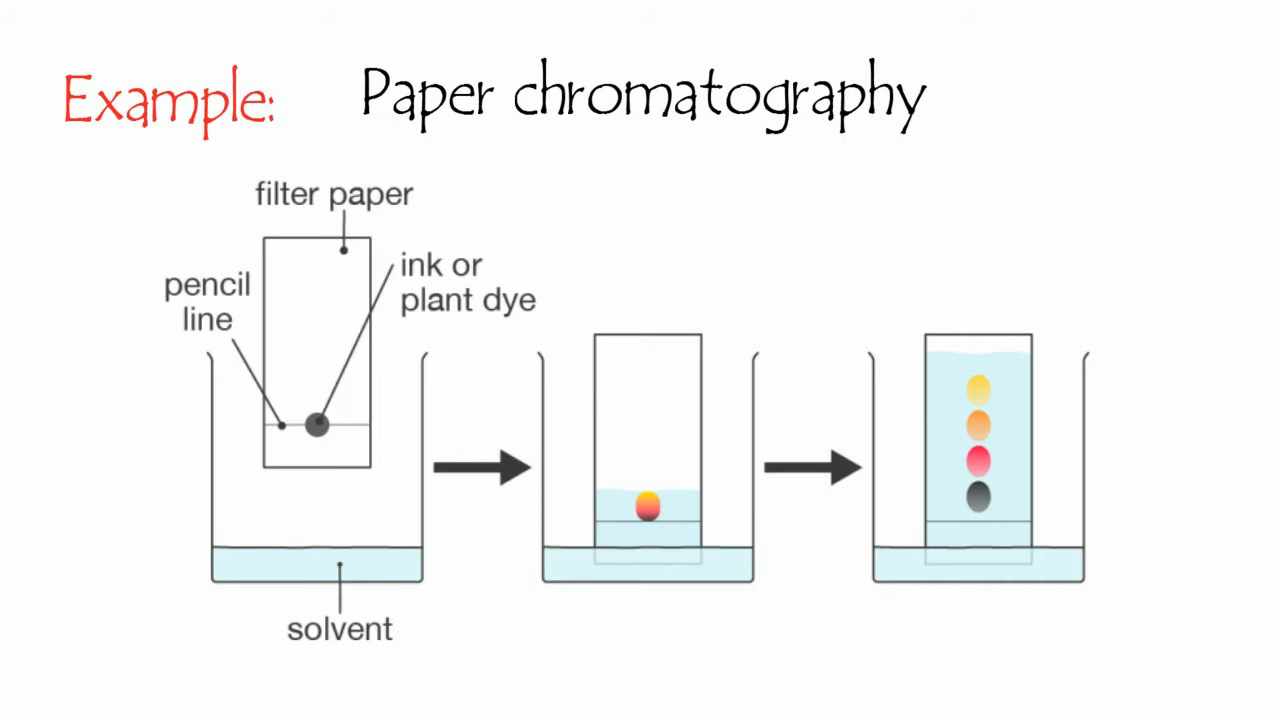 Example: Paper chromatography
filter paper
ink or
plant dye
pencil
line
solvent